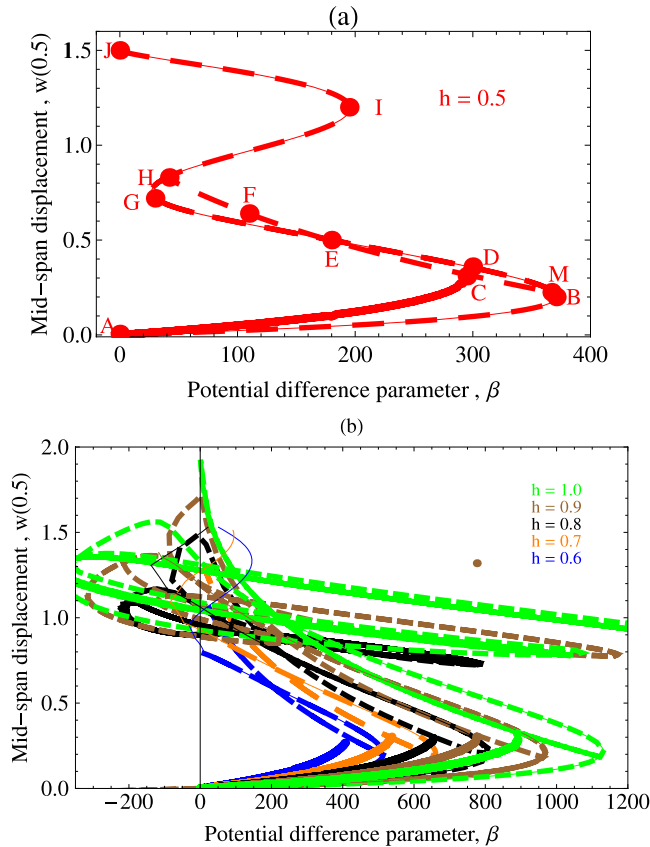 (a)
Mid−span displacement , w(0.5)
1.5
1.0
0.5
0.0
J
I
h = 0.5
H
F
G
E
D
M
C
B
A
0
100
200
300
400
Potential difference parameter , β
(b)
Mid−span displacement , w(0.5)
2.0
1.5
1.0
0.5
0.0
h = 1.0
h = 0.9
h = 0.8
h = 0.7
h = 0.6
−200
0
200
400
600
800
1000
1200
Potential difference parameter, β